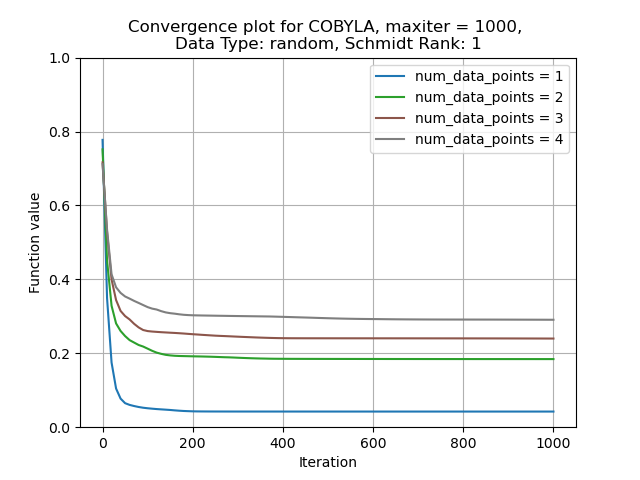 Convergence plot for COBYLA, maxiter = 1000,
Data Type: random, Schmidt Rank: 1
num_data_points = 1
num_data_points = 2
num_data_points = 3
num_data_points = 4
Function value
1.0
0.8
0.6
0.4
0.2
0.0
0 200 400 600 800 1000
Iteration